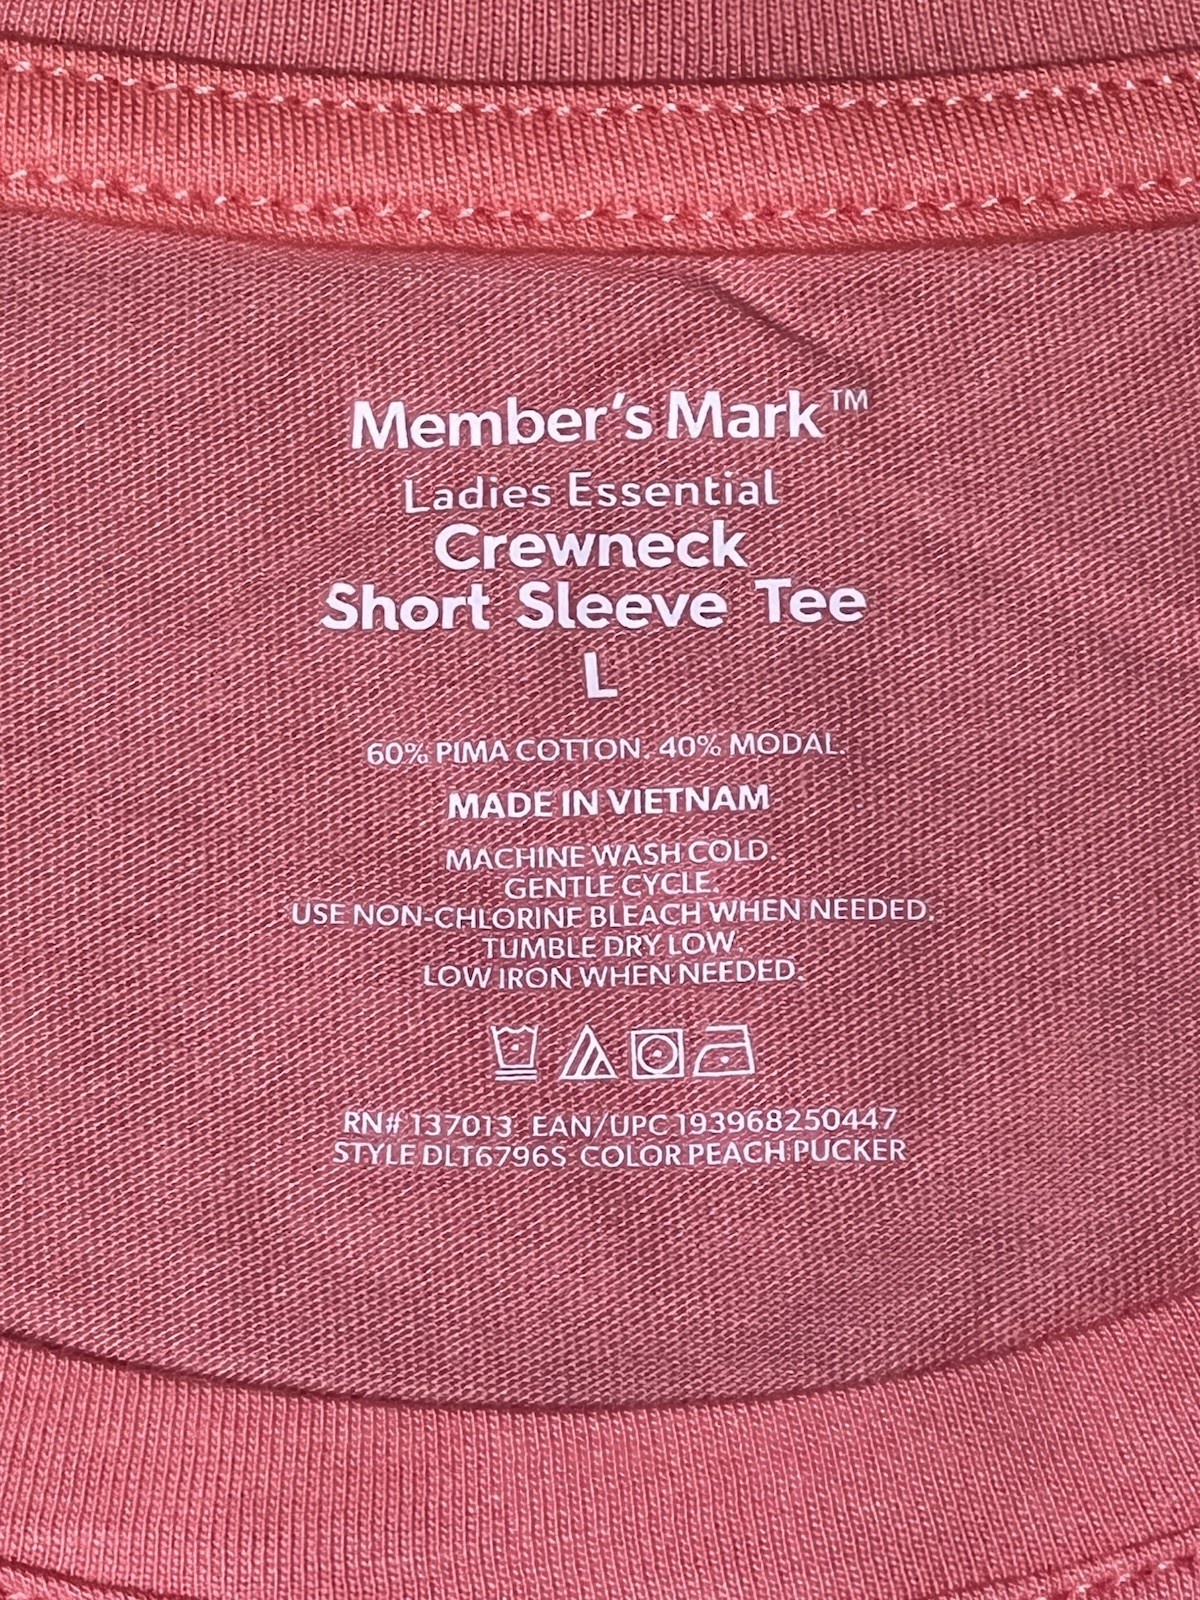 Member's Mark™
Ladies Essential
Crewneck
Short Sleeve Tee
L
60% PIMA COTTON. 40% MODAL.
MADE IN VIETNAM
MACHINE WASH COLD.
GENTLE CYCLE.
USE NON-CHLORINE BLEACH WHEN NEEDED.
TUMBLE DRY LOW.
LOW IRON WHEN NEEDED.
RN# 137013 EAN/UPC 193968250447
STYLE DLT6796S COLOR PEACH PUCKER